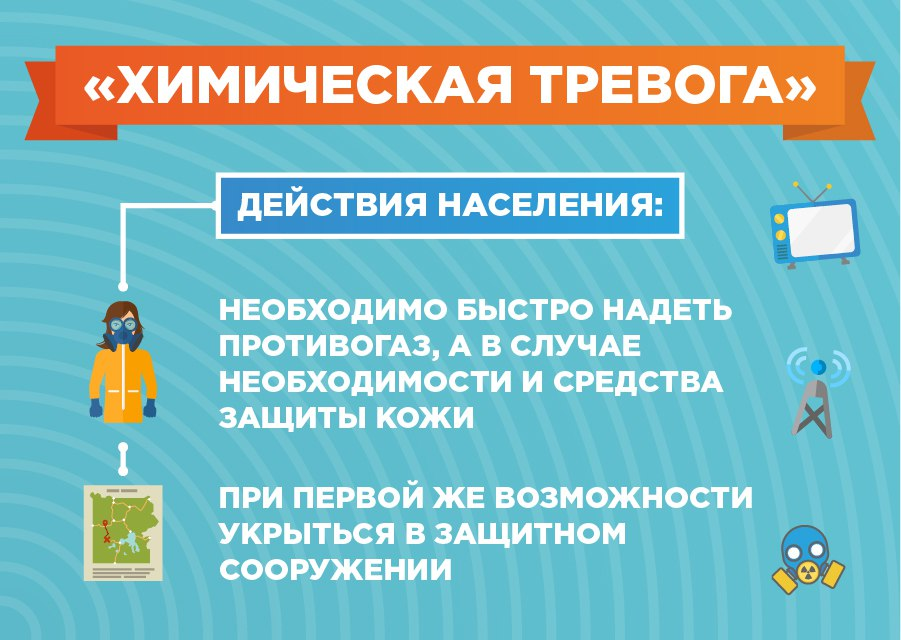 «ХИМИЧЕСКАЯ ТРЕВОГА»
ДЕЙСТВИЯ НАСЕЛЕНИЯ:
НЕОБХОДИМО БЫСТРО НАДЕТЬ
ПРОТИВОГАЗ, А В СЛУЧАЕ
НЕОБХОДИМОСТИ И СРЕДСТВА
ЗАЩИТЫ КОЖИ
ПРИ ПЕРВОЙ ЖЕ ВОЗМОЖНОСТИ
УКРЫТЬСЯ В ЗАЩИТНОМ
СООРУЖЕНИИ